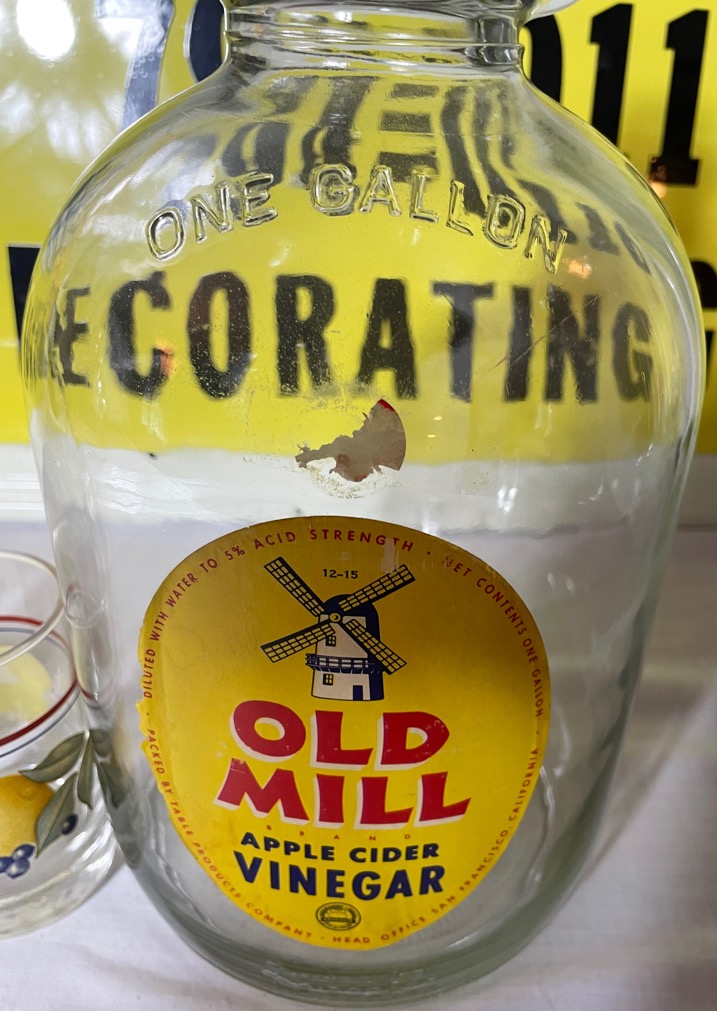 011
ONE GALLON
ECORATING
DILUTED WITH WATER TO 5% ACID STRENGTH · NET CONTENTS ONE GALLON ·
12-15
OLD
MILL
BRAND
APPLE CIDER
VINEGAR
PACKED BY TABLE PRODUCTS COMPANY · HEAD OFFICE SAN FRANCISCO, CALIFORNIA ·